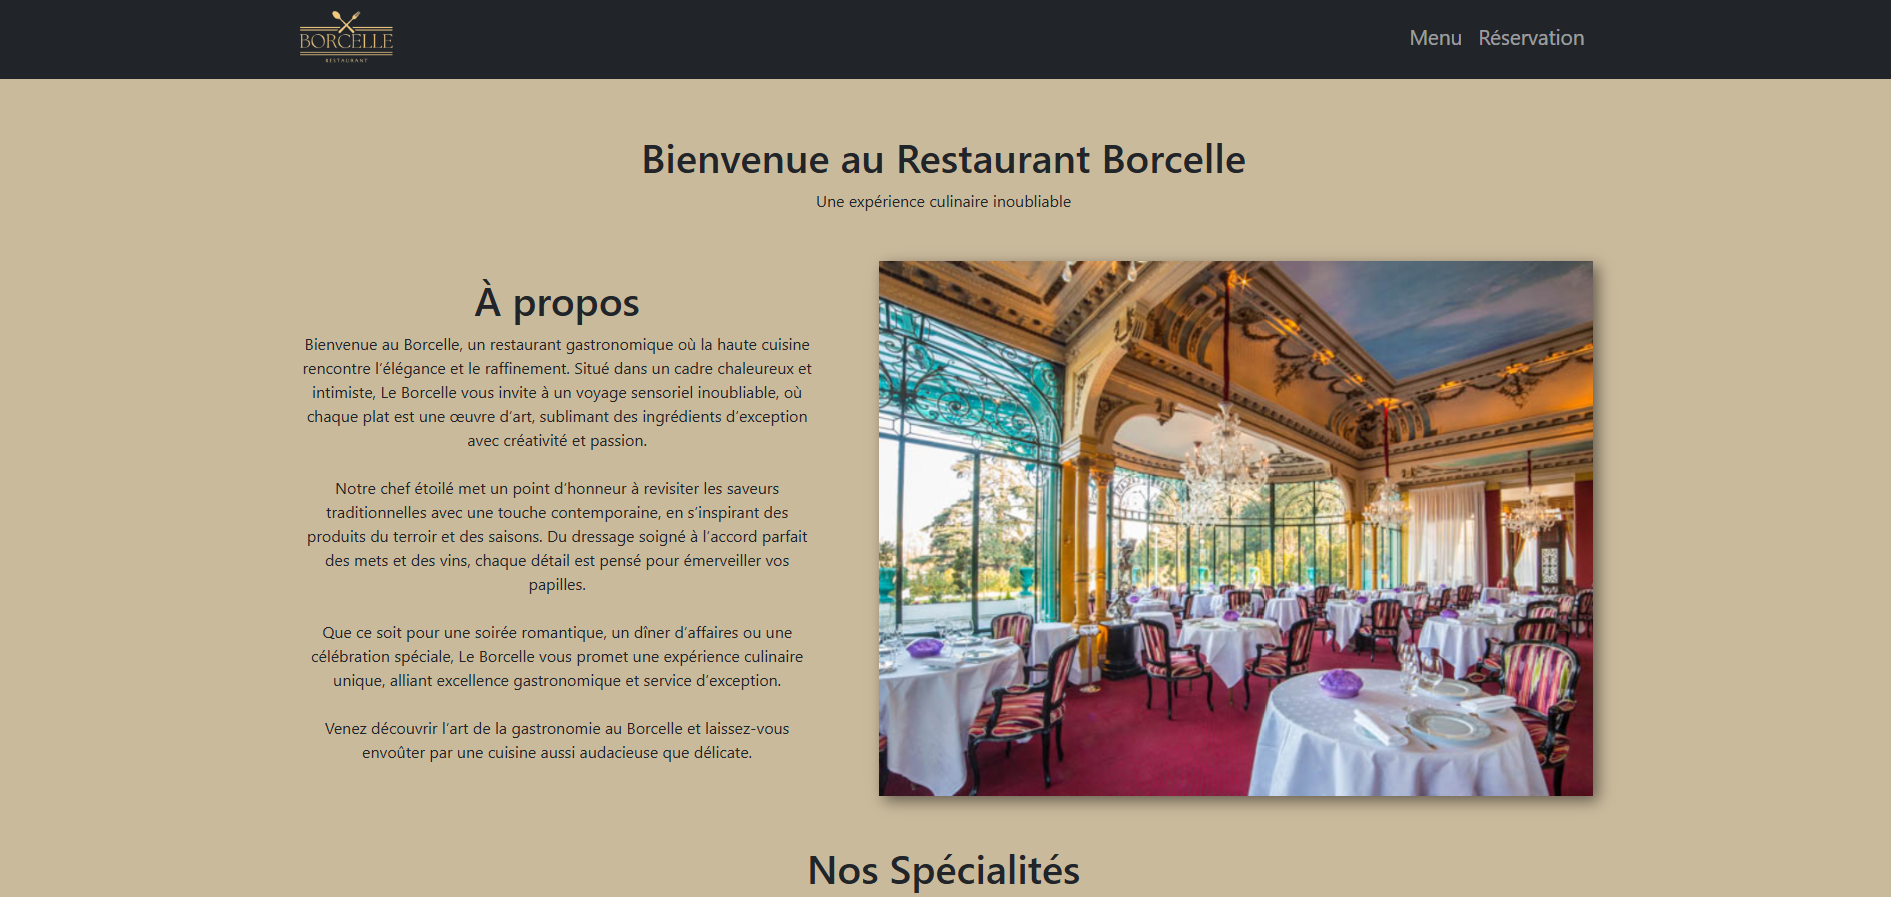 BORCELLE
RESTAURANT
Menu Réservation
Bienvenue au Restaurant Borcelle
Une expérience culinaire inoubliable
À propos
Bienvenue au Borcelle, un restaurant gastronomique où la haute cuisine
rencontre l’élégance et le raffinement. Situé dans un cadre chaleureux et
intimiste, Le Borcelle vous invite à un voyage sensoriel inoubliable, où
chaque plat est une œuvre d’art, sublimant des ingrédients d’exception
avec créativité et passion.
Notre chef étoilé met un point d’honneur à revisiter les saveurs
traditionnelles avec une touche contemporaine, en s’inspirant des
produits du terroir et des saisons. Du dressage soigné à l’accord parfait
des mets et des vins, chaque détail est pensé pour émerveiller vos
papilles.
Que ce soit pour une soirée romantique, un dîner d’affaires ou une
célébration spéciale, Le Borcelle vous promet une expérience culinaire
unique, alliant excellence gastronomique et service d’exception.
Venez découvrir l’art de la gastronomie au Borcelle et laissez-vous
envoûter par une cuisine aussi audacieuse que délicate.
Nos Spécialités